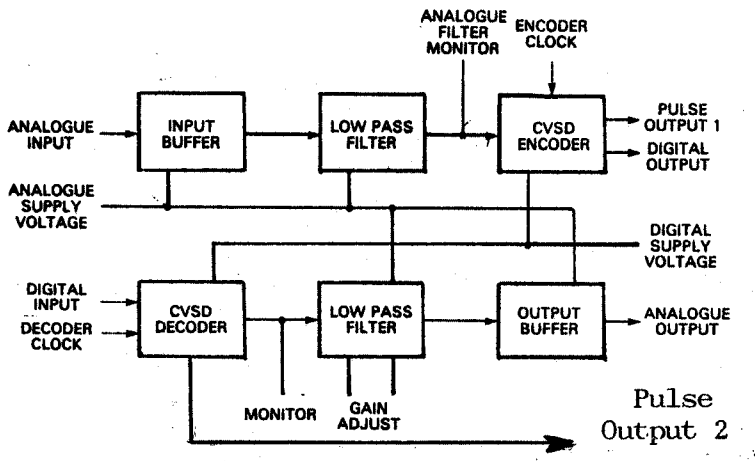 ANALOGUE
FILTER
MONITOR
ENCODER
CLOCK
ANALOGUE
INPUT
INPUT
BUFFER
LOW PASS
FILTER
CVSD
ENCODER
PULSE
OUTPUT 1
DIGITAL
OUTPUT
ANALOGUE
SUPPLY
VOLTAGE
DIGITAL
SUPPLY
VOLTAGE
DIGITAL
INPUT
DECODER
CLOCK
CVSD
DECODER
LOW PASS
FILTER
OUTPUT
BUFFER
ANALOGUE
OUTPUT
MONITOR
GAIN
ADJUST
Pulse
Output 2